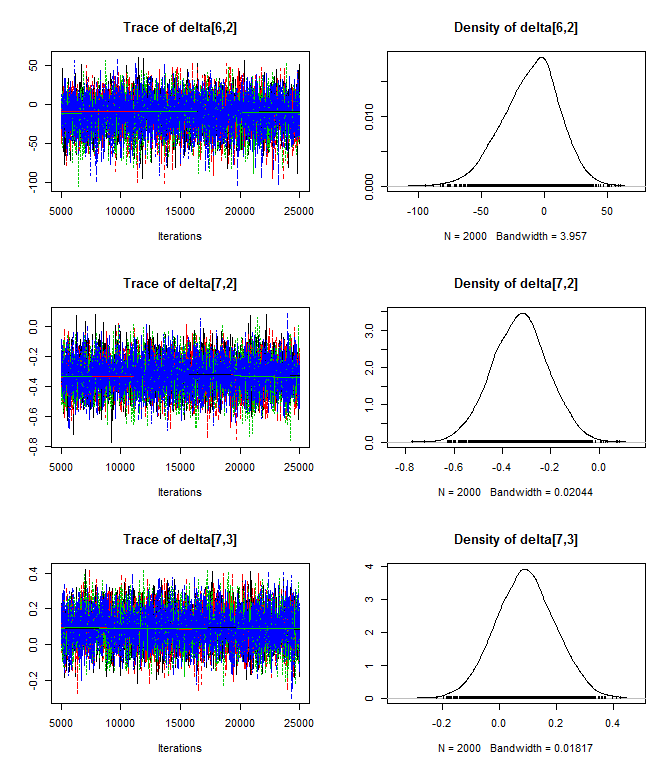 Trace of delta[6,2]
50
0
-50
-100
5000 10000 15000 20000 25000
Iterations
Density of delta[6,2]
0.010
0.000
-100 -50 0 50
N = 2000 Bandwidth = 3.957
Trace of delta[7,2]
0.0
-0.2
-0.4
-0.6
-0.8
5000 10000 15000 20000 25000
Iterations
Density of delta[7,2]
3.0
2.0
1.0
0.0
-0.8 -0.6 -0.4 -0.2 0.0
N = 2000 Bandwidth = 0.02044
Trace of delta[7,3]
0.4
0.2
0.0
-0.2
5000 10000 15000 20000 25000
Iterations
Density of delta[7,3]
4
3
2
1
0
-0.2 0.0 0.2 0.4
N = 2000 Bandwidth = 0.01817